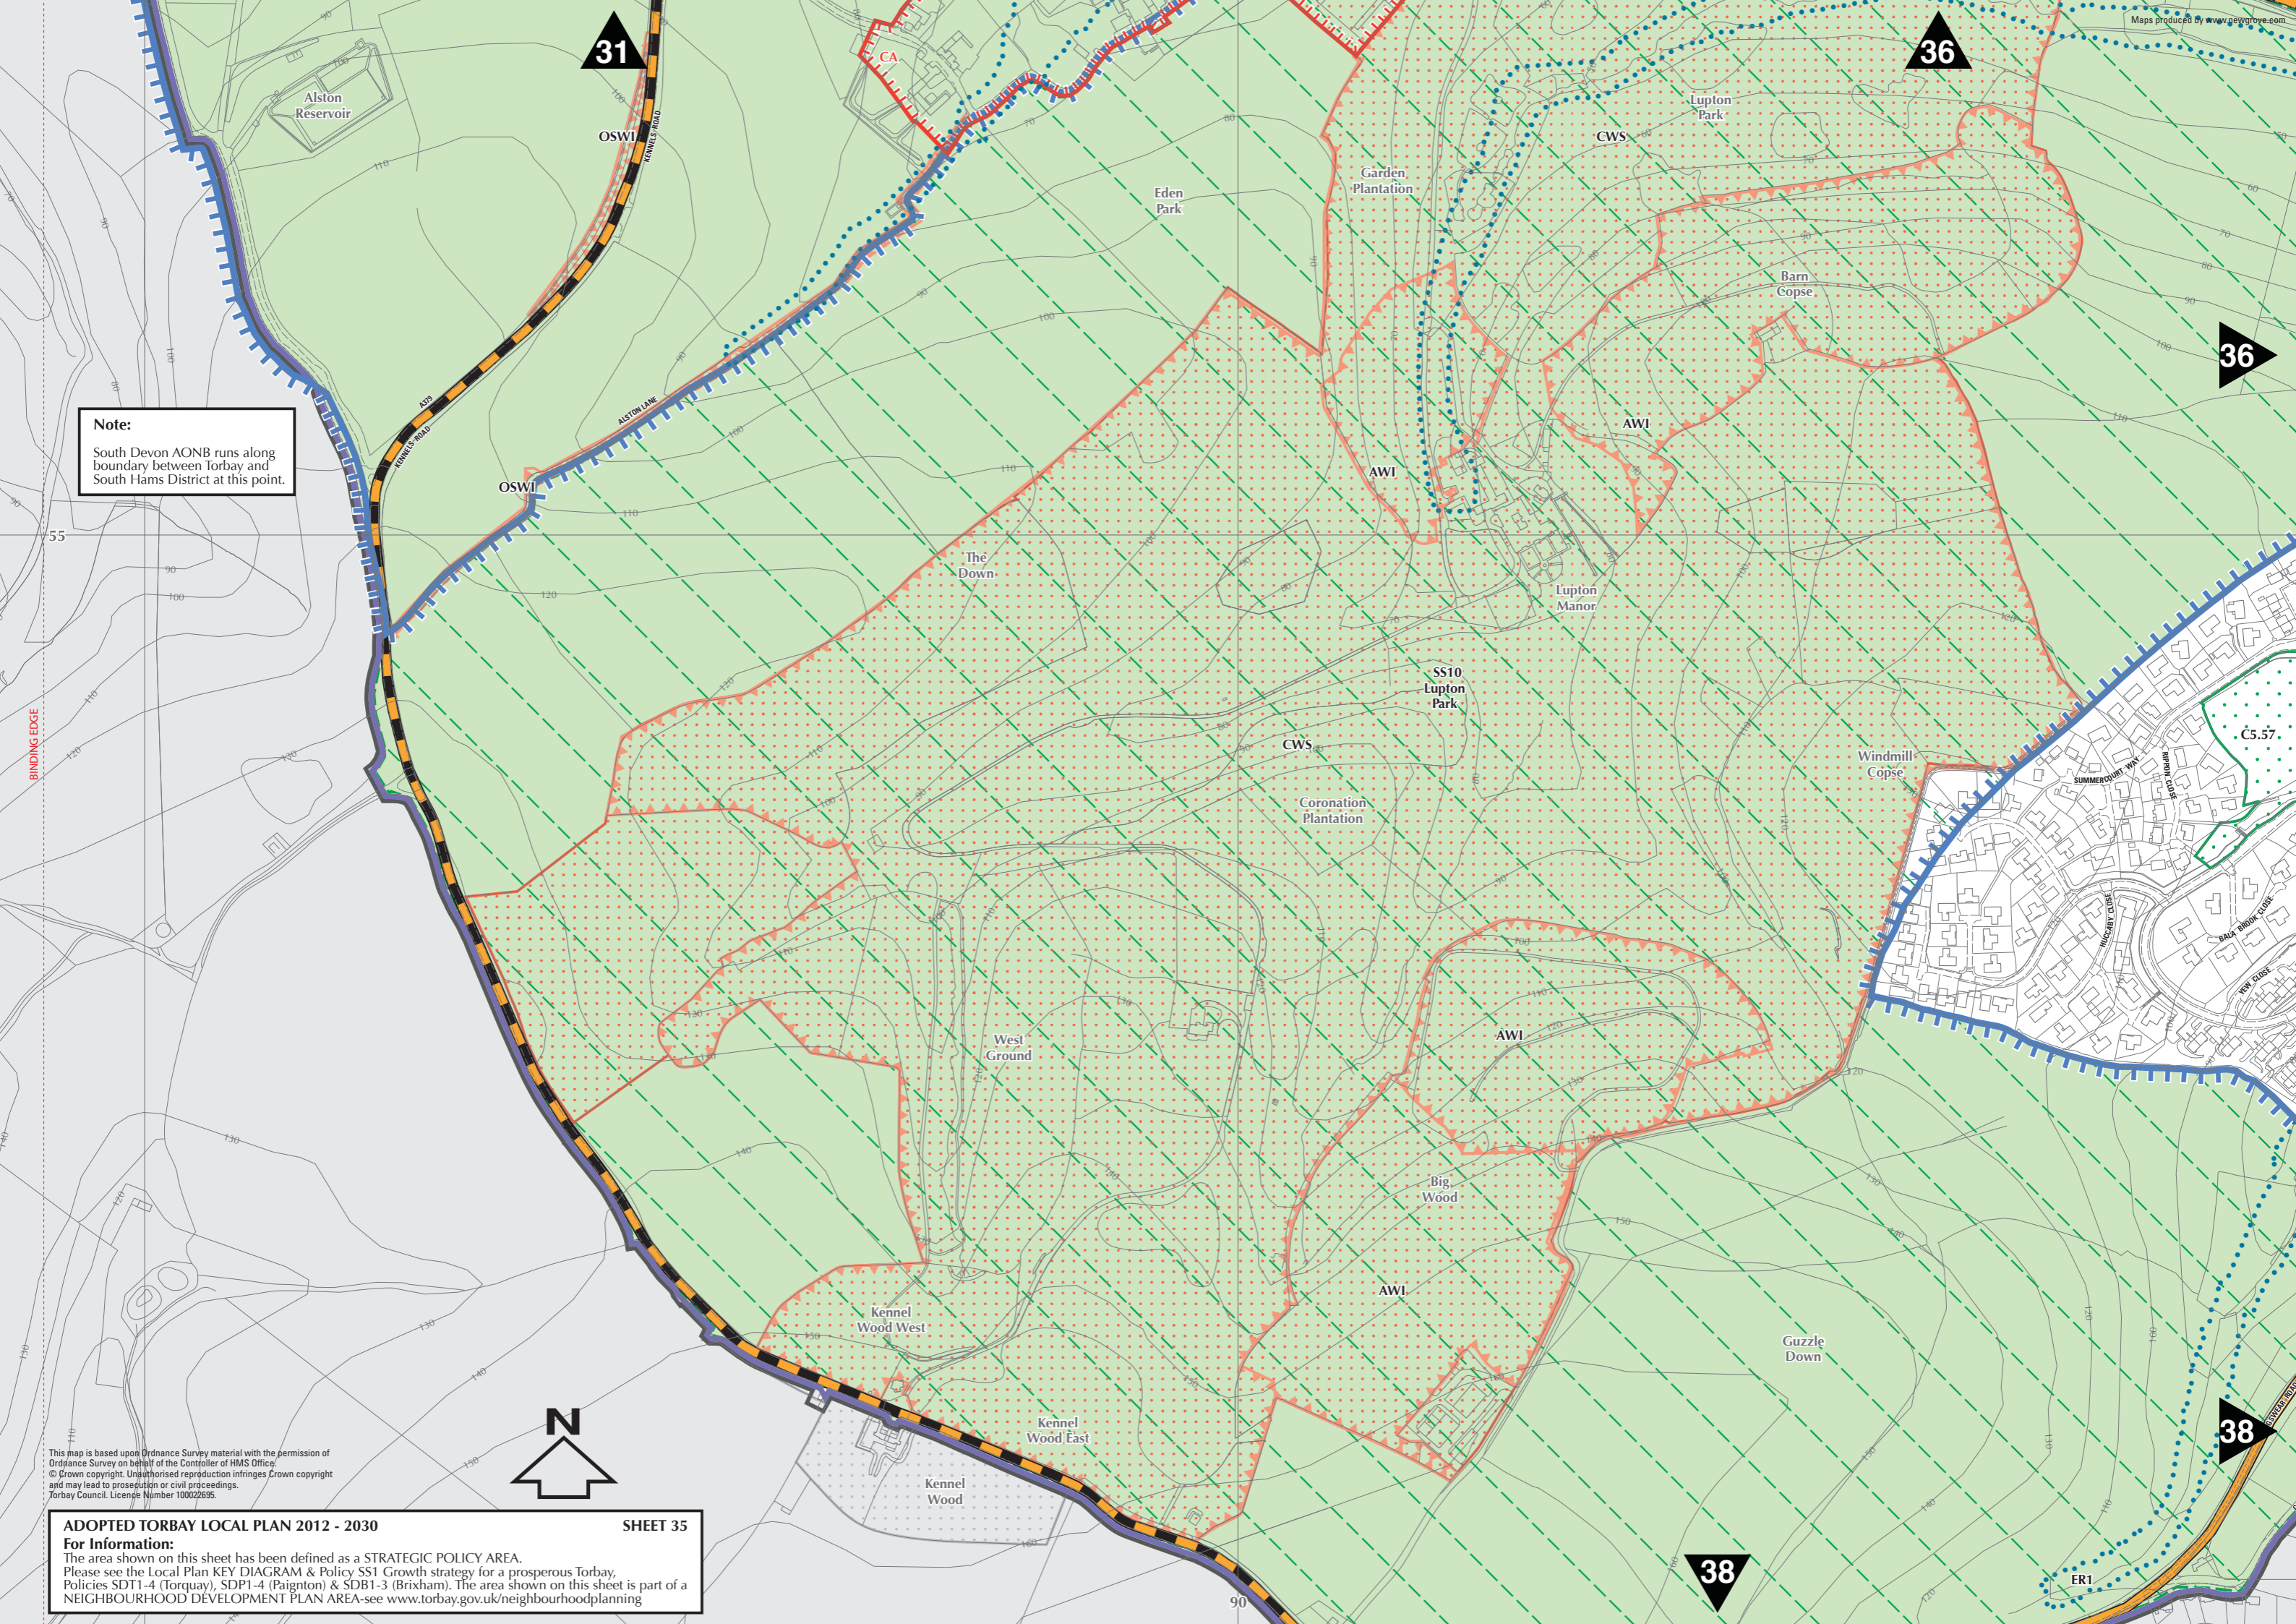 Maps produced by www.newgrove.com
31
36
CA
Alston
Reservoir
OSWI
KENNELS ROAD
Lupton
Park
CWS
Garden
Plantation
Eden
Park
Barn
Copse
36
A379
KENNELS ROAD
ALSTON LANE
Note:
South Devon AONB runs along
boundary between Torbay and
South Hams District at this point.
AWI
AWI
OSWI
55
The
Down
Lupton
Manor
SS10
Lupton
Park
CWS
BINDING EDGE
Windmill
Copse
C5.57
SUMMERCOURT WAY
RIPPON CLOSE
Coronation
Plantation
HUCCABY CLOSE
BALA BROOK CLOSE
YEW CLOSE
West
Ground
AWI
Big
Wood
AWI
Kennel
Wood West
Guzzle
Down
Kennel
Wood East
38
N
Kennel
Wood
This map is based upon Ordnance Survey material with the permission of
Ordnance Survey on behalf of the Controller of HMS Office.
© Crown copyright. Unauthorised reproduction infringes Crown copyright
and may lead to prosecution or civil proceedings.
Torbay Council. Licence Number 100022695.
ADOPTED TORBAY LOCAL PLAN 2012 - 2030 SHEET 35
For Information:
The area shown on this sheet has been defined as a STRATEGIC POLICY AREA.
Please see the Local Plan KEY DIAGRAM & Policy SS1 Growth strategy for a prosperous Torbay,
Policies SDT1-4 (Torquay), SDP1-4 (Paignton) & SDB1-3 (Brixham). The area shown on this sheet is part of a
NEIGHBOURHOOD DEVELOPMENT PLAN AREA-see www.torbay.gov.uk/neighbourhoodplanning
38
ER1
90